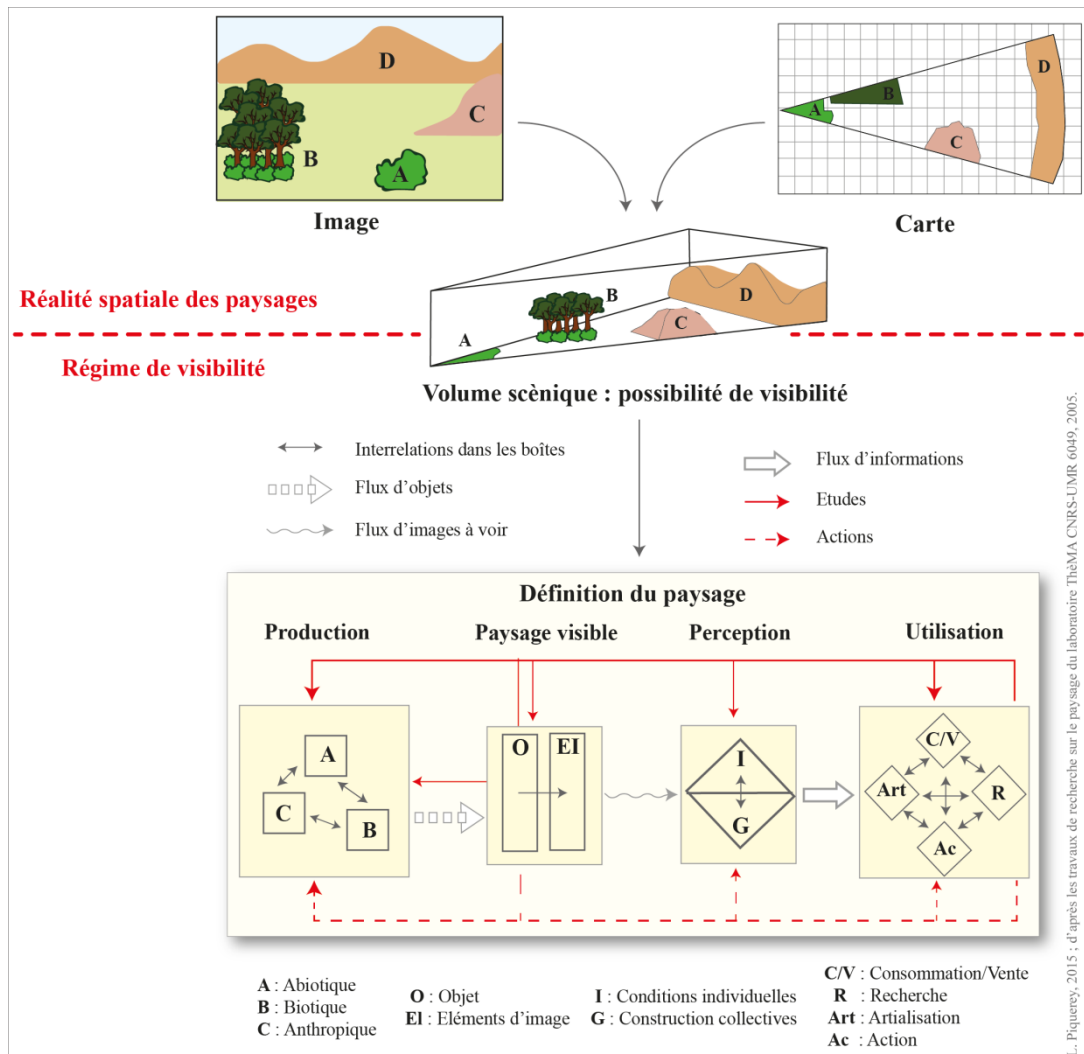 D
C
B
A
Image
D
B
A
C
Carte
Réalité spatiale des paysages
B
D
A
C
Régime de visibilité
Volume scènique : possibilité de visibilité
Interrelations dans les boîtes
Flux d'objets
Flux d'images à voir
Flux d'informations
Etudes
Actions
Définition du paysage
Production
Paysage visible
Perception
Utilisation
A
C
B
O
EI
I
G
C/V
Art
R
Ac
A : Abiotique
B : Biotique
C : Anthropique
O : Objet
El : Eléments d'image
I : Conditions individuelles
G : Construction collectives
C/V : Consommation/Vente
R : Recherche
Art : Artialisation
Ac : Action
L. Piquerey, 2015 ; d'après les travaux de recherche sur le paysage du laboratoire ThéMA CNRS-UMR 6049, 2005.